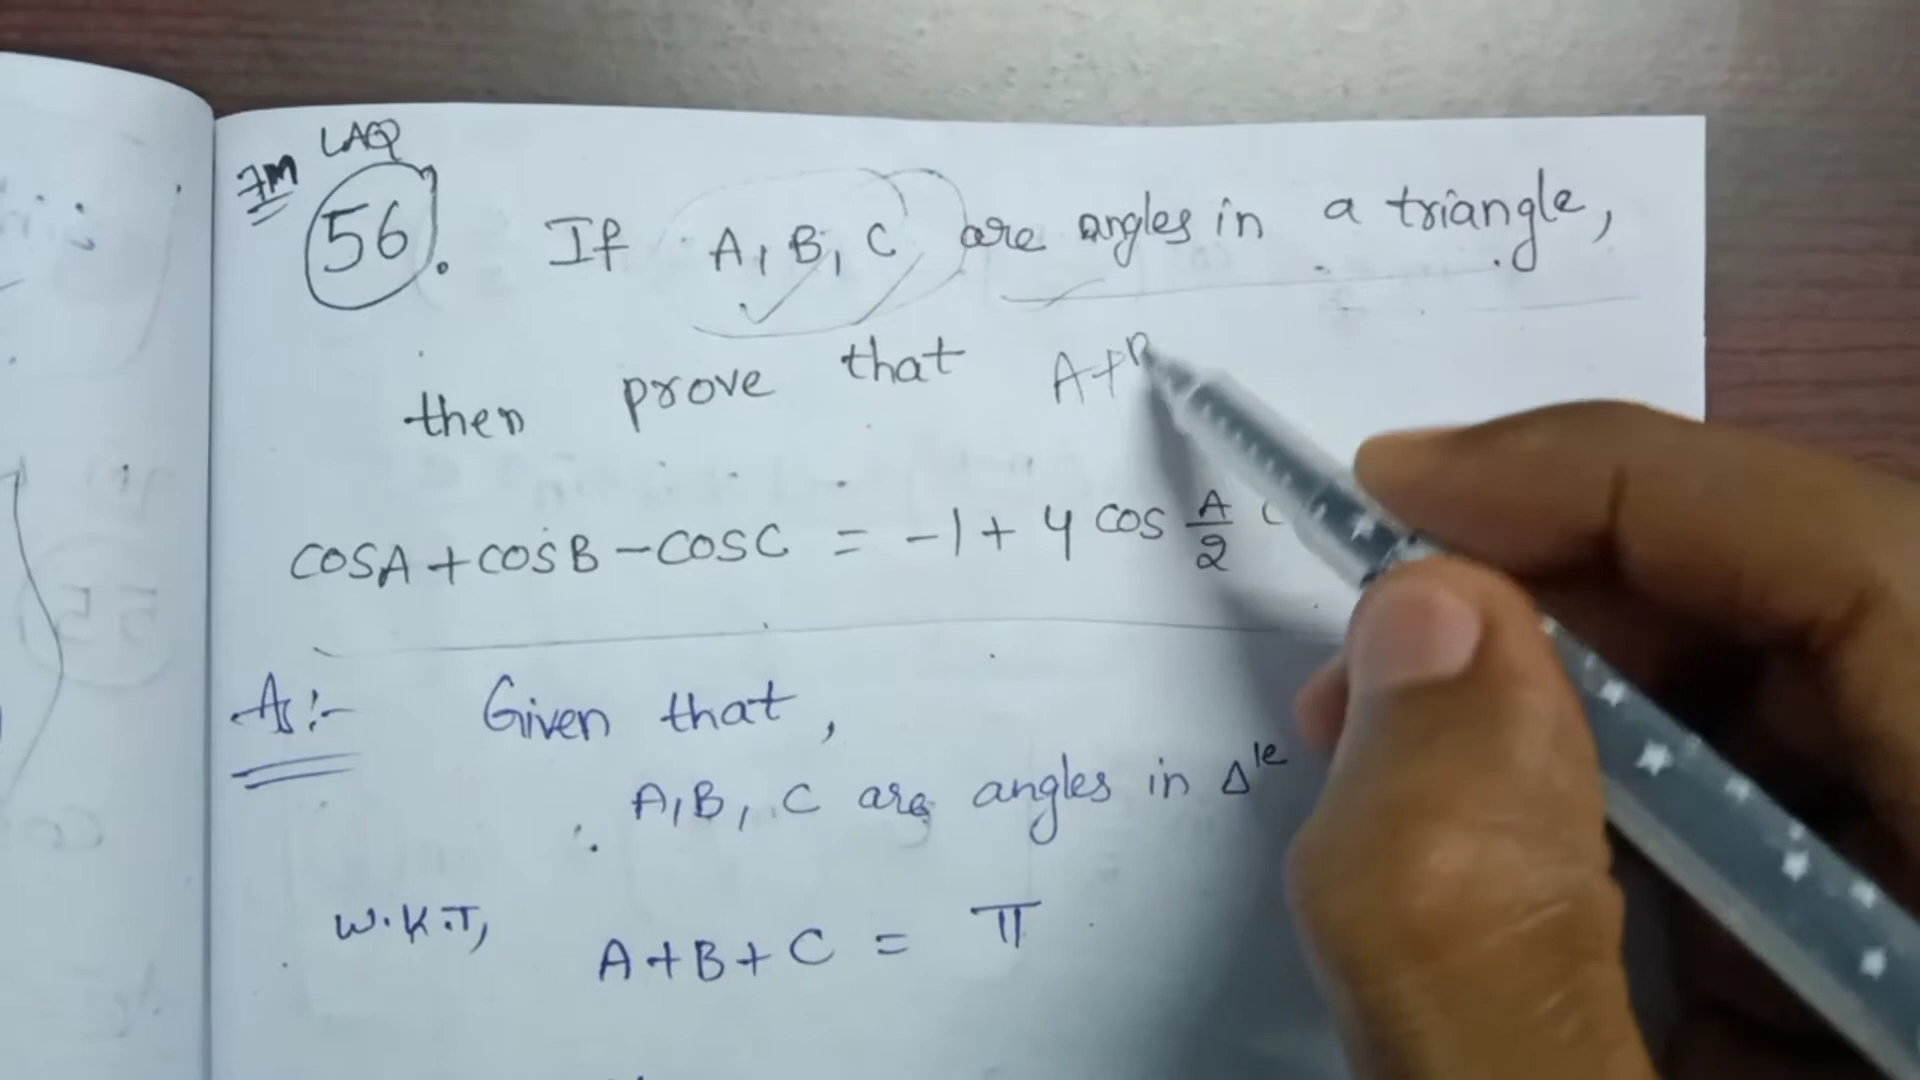 LAQ
7M
56. If A, B, C are angles in a triangle,
then prove that A+B
cosA+cosB-cosC = -1+4 cos A/2
As:- Given that,
A, B, C are angles in Δle
W.K.T, A+B+C = π